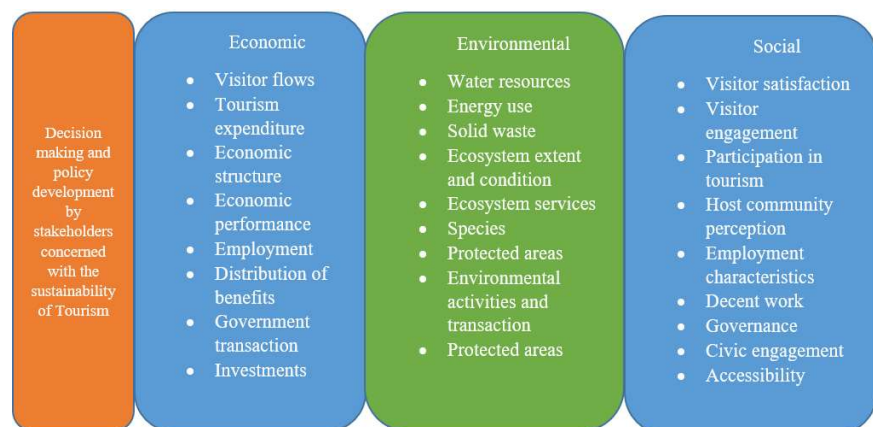 Decision
making and
policy
development
by
stakeholders
concerned
with the
sustainability
of Tourism
Economic
• Visitor flows
• Tourism
expenditure
• Economic
structure
• Economic
performance
• Employment
• Distribution of
benefits
• Government
transaction
• Investments
Environmental
• Water resources
• Energy use
• Solid waste
• Ecosystem extent
and condition
• Ecosystem services
• Species
• Protected areas
• Environmental
activities and
transaction
• Protected areas
Social
• Visitor satisfaction
• Visitor
engagement
• Participation in
tourism
• Host community
perception
• Employment
characteristics
• Decent work
• Governance
• Civic engagement
• Accessibility